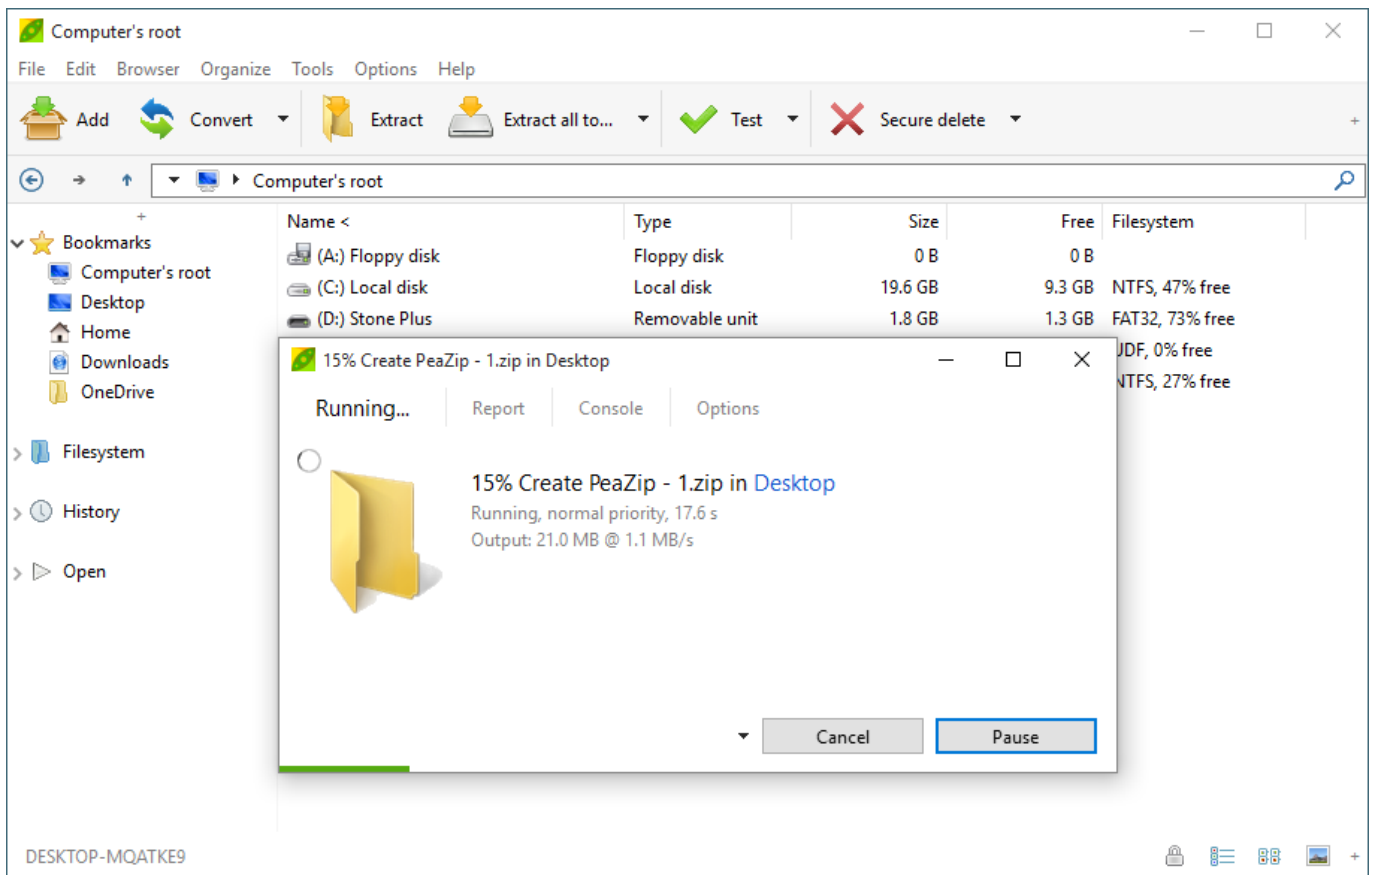 Computer's root
File Edit Browser Organize Tools Options Help
Add Convert Extract Extract all to... Test Secure delete +
Computer's root
+
Name < Type Size Free Filesystem
Bookmarks
(A:) Floppy disk Floppy disk 0 B 0 B
Computer's root
(C:) Local disk Local disk 19.6 GB 9.3 GB NTFS, 47% free
Desktop
(D:) Stone Plus Removable unit 1.8 GB 1.3 GB FAT32, 73% free
Home
UDF, 0% free
Downloads
NTFS, 27% free
OneDrive
Filesystem
History
Open
15% Create PeaZip - 1.zip in Desktop
Running... Report Console Options
15% Create PeaZip - 1.zip in Desktop
Running, normal priority, 17.6 s
Output: 21.0 MB @ 1.1 MB/s
Cancel Pause
DESKTOP-MQATKE9 +